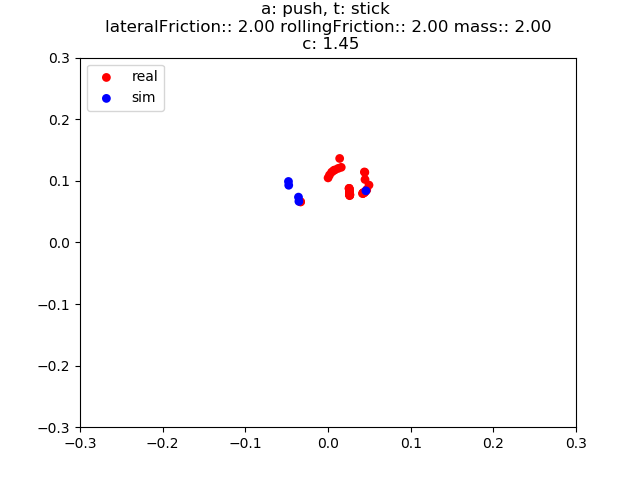 a: push, t: stick
lateralFriction:: 2.00 rollingFriction:: 2.00 mass:: 2.00
c: 1.45
real
sim
0.3
0.2
0.1
0.0
−0.1
−0.2
−0.3
−0.3 −0.2 −0.1 0.0 0.1 0.2 0.3